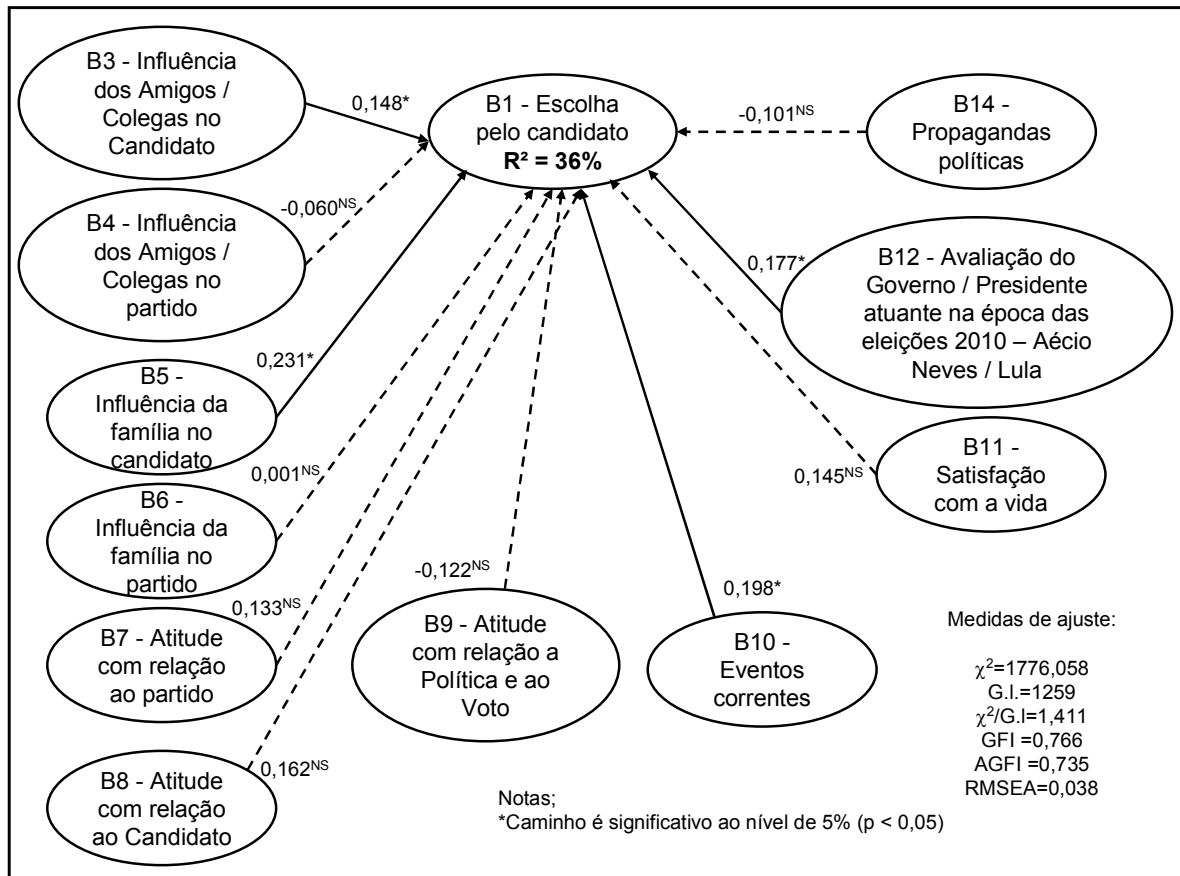 B3 - Influência
dos Amigos /
Colegas no
Candidato
0,148*
B1 - Escolha
pelo candidato
R² = 36%
-0,101NS
B14 -
Propagandas
políticas
B4 - Influência
dos Amigos /
Colegas no
partido
-0,060NS
B12 - Avaliação do
Governo / Presidente
atuante na época das
eleições 2010 – Aécio
Neves / Lula
0,177*
B5 -
Influência da
família no
candidato
0,231*
B11 -
Satisfação
com a vida
0,145NS
B6 -
Influência da
família no
partido
0,001NS
B7 - Atitude
com relação
ao partido
0,133NS
B9 - Atitude
com relação a
Política e ao
Voto
-0,122NS
B10 -
Eventos
correntes
0,198*
B8 - Atitude
com relação
ao Candidato
0,162NS
Medidas de ajuste:
χ²=1776,058
G.l.=1259
χ²/G.l=1,411
GFI =0,766
AGFI =0,735
RMSEA=0,038
Notas;
*Caminho é significativo ao nível de 5% (p < 0,05)